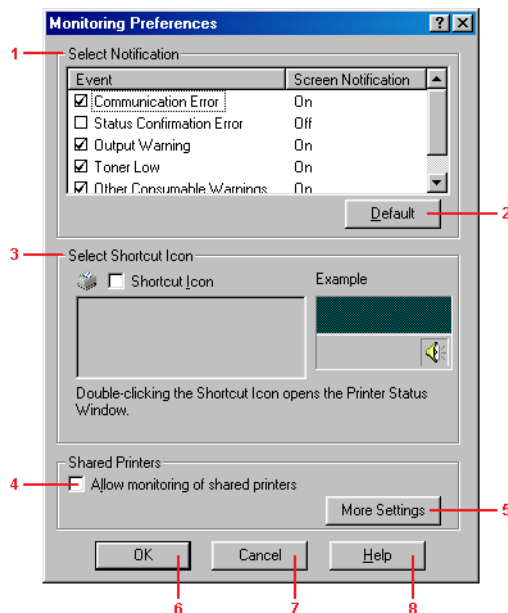 Monitoring Preferences
1 Select Notification
Event Screen Notification
Communication Error On
Status Confirmation Error Off
Output Warning On
Toner Low On
Other Consumable Warnings On
Default 2
3 Select Shortcut Icon
Shortcut Icon Example
Double-clicking the Shortcut Icon opens the Printer Status
Window.
Shared Printers
4 Allow monitoring of shared printers
More Settings 5
OK Cancel Help
6 7 8